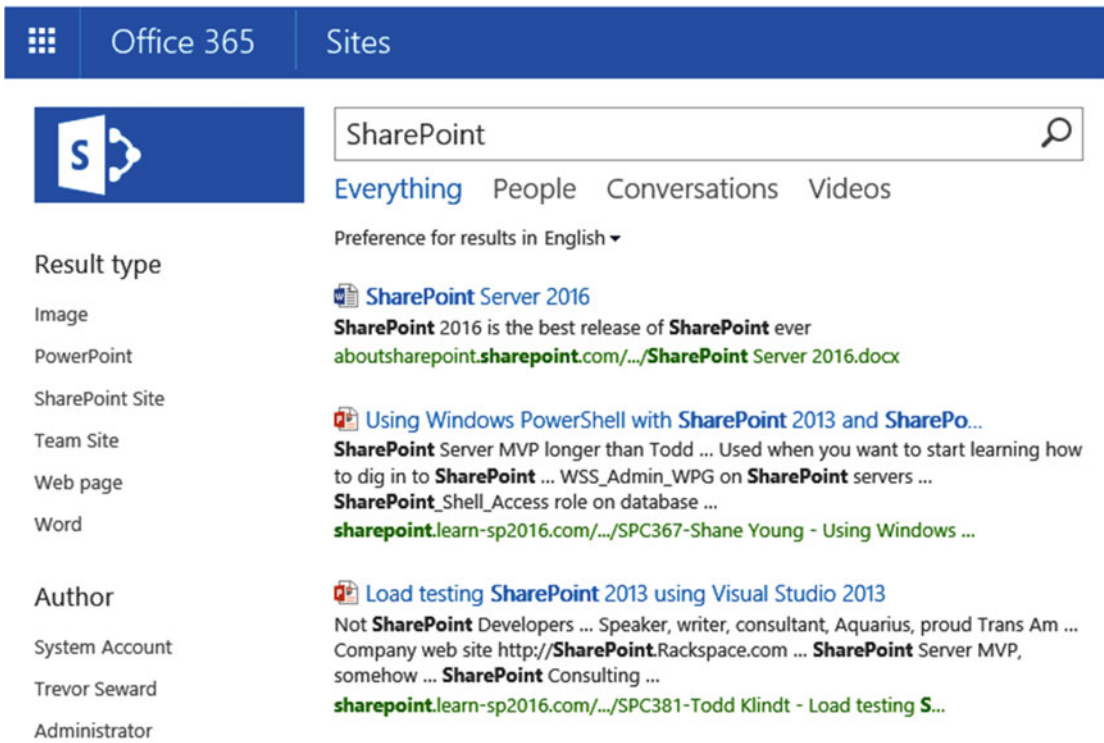 Office 365 Sites
S
SharePoint
Everything People Conversations Videos
Preference for results in English
Result type
Image
PowerPoint
SharePoint Site
Team Site
Web page
Word
Author
System Account
Trevor Seward
Administrator
SharePoint Server 2016
SharePoint 2016 is the best release of SharePoint ever
aboutsharepoint.sharepoint.com/.../SharePoint Server 2016.docx
Using Windows PowerShell with SharePoint 2013 and SharePo...
SharePoint Server MVP longer than Todd ... Used when you want to start learning how
to dig in to SharePoint ... WSS_Admin_WPG on SharePoint servers ...
SharePoint_Shell_Access role on database ...
sharepoint.learn-sp2016.com/.../SPC367-Shane Young - Using Windows ...
Load testing SharePoint 2013 using Visual Studio 2013
Not SharePoint Developers ... Speaker, writer, consultant, Aquarius, proud Trans Am ...
Company web site http://SharePoint.Rackspace.com ... SharePoint Server MVP,
somehow ... SharePoint Consulting ...
sharepoint.learn-sp2016.com/.../SPC381-Todd Klindt - Load testing S...